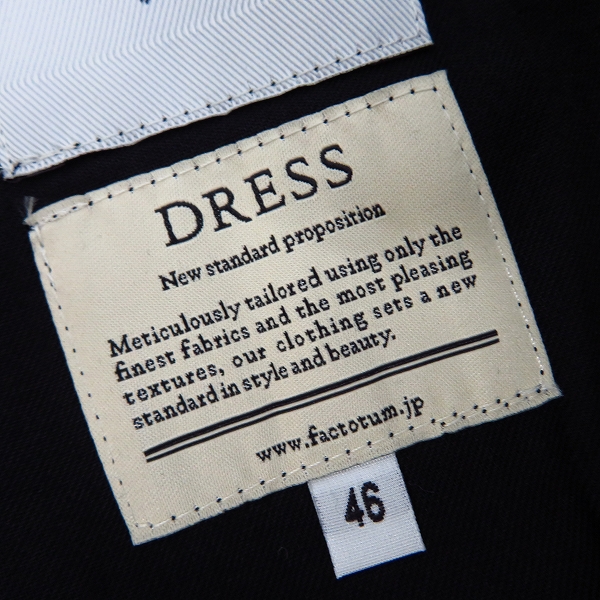 DRESS
New standard proposition
Meticulously tailored using only the
finest fabrics and the most pleasing
textures, our clothing sets a new
standard in style and beauty.
www.factotum.jp
46